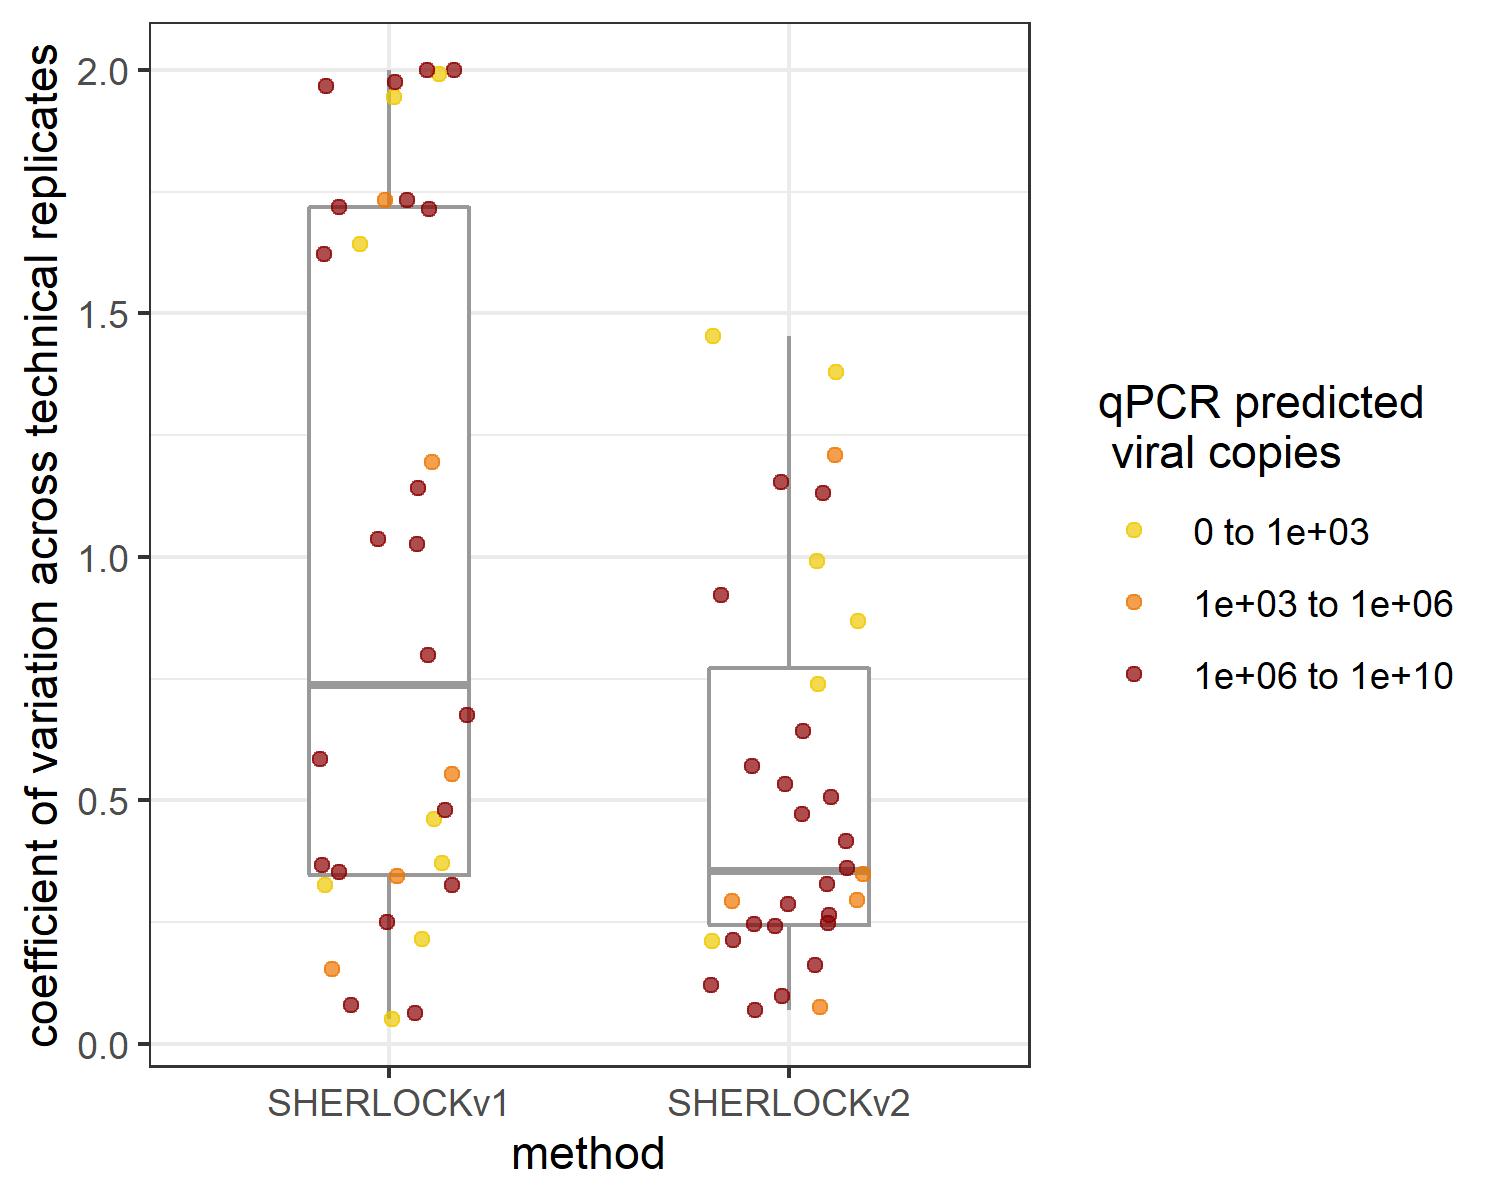 coefficient of variation across technical replicates
2.0
1.5
1.0
0.5
0.0
SHERLOCKv1
SHERLOCKv2
method
qPCR predicted
viral copies
0 to 1e+03
1e+03 to 1e+06
1e+06 to 1e+10